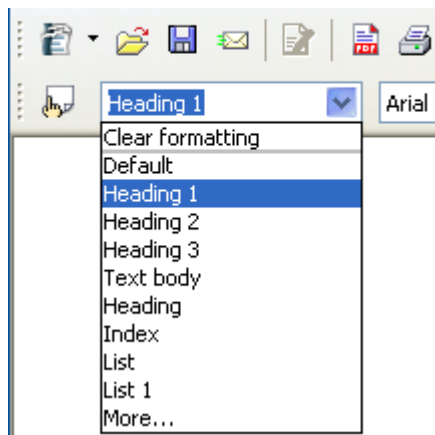 PDF
Heading 1 Arial
Clear formatting
Default
Heading 1
Heading 2
Heading 3
Text body
Heading
Index
List
List 1
More...